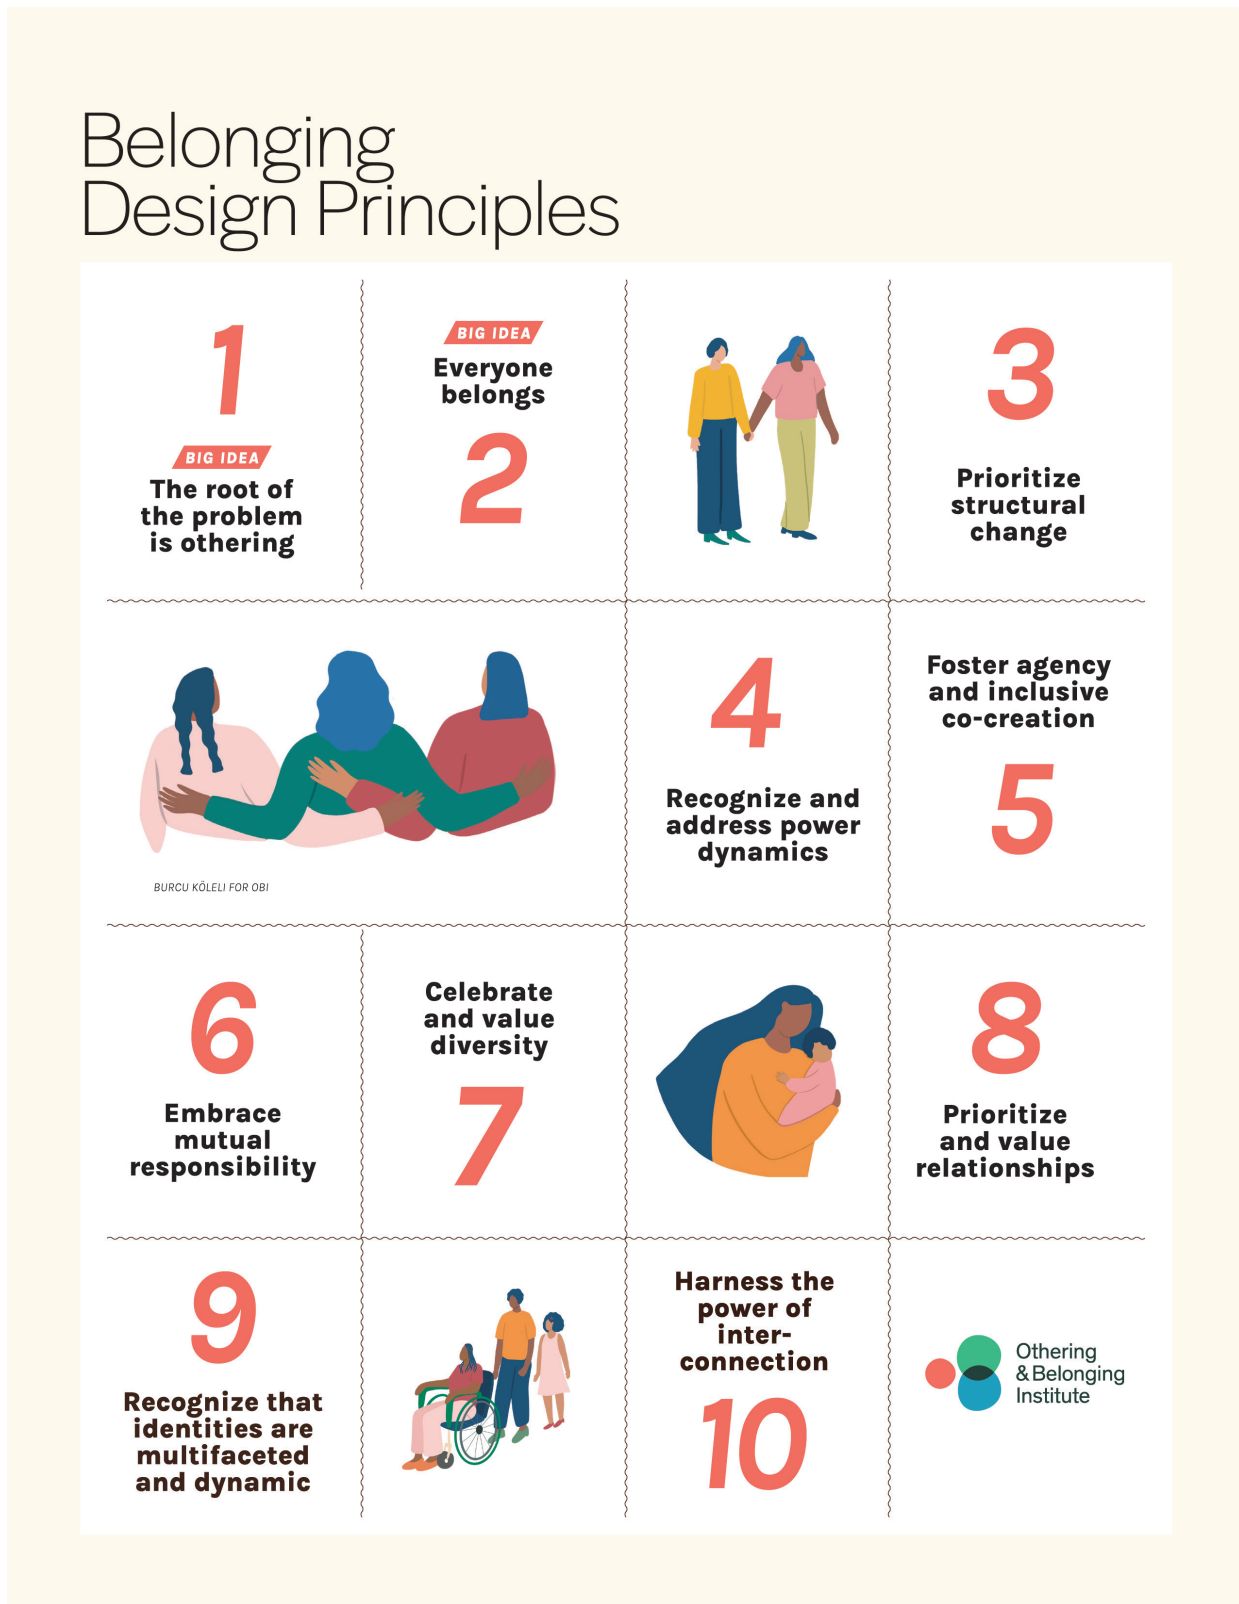 Belonging
Design Principles
1
BIG IDEA
The root of
the problem
is othering
BIG IDEA
Everyone
belongs
2
3
Prioritize
structural
change
BURCU KÖLELI FOR OBI
4
Recognize and
address power
dynamics
Foster agency
and inclusive
co-creation
5
6
Embrace
mutual
responsibility
Celebrate
and value
diversity
7
8
Prioritize
and value
relationships
9
Recognize that
identities are
multifaceted
and dynamic
Harness the
power of
inter-
connection
10
Othering
& Belonging
Institute